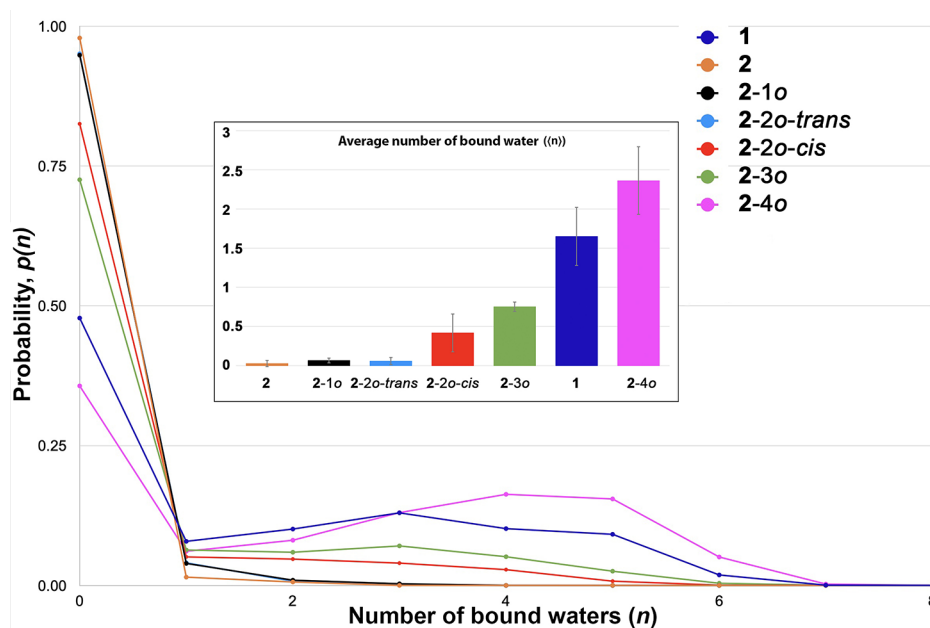 1.00
0.75
0.50
0.25
0.00
Probability, p(n)
0
2
4
6
8
Number of bound waters (n)
1
2
2-1o
2-2o-trans
2-2o-cis
2-3o
2-4o
Average number of bound water (⟨n⟩)
3
2.5
2
1.5
1
0.5
0
2
2-1o
2-2o-trans
2-2o-cis
2-3o
1
2-4o